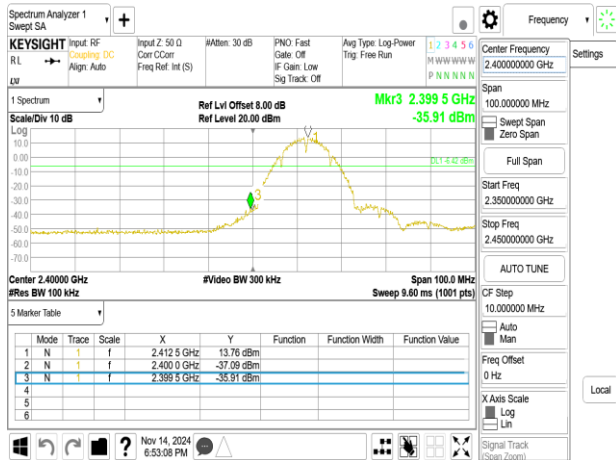 Spectrum Analyzer 1
Swept SA
Frequency
KEYSIGHT
RL
Input: RF
Coupling: DC
Align: Auto
Input Z: 50 Ω
Corr CCorr
Freq Ref: Int (S)
#Atten: 30 dB
PNO: Fast
Gate: Off
IF Gain: Low
Sig Track: Off
Avg Type: Log-Power
Trig: Free Run
1 2 3 4 5 6
M W W W W W
P N N N N N
LXI
1 Spectrum
Scale/Div 10 dB
Ref Lvl Offset 8.00 dB
Ref Level 20.00 dBm
Mkr3 2.399 5 GHz
-35.91 dBm
Log
10.0
0.00
-10.0
-20.0
-30.0
-40.0
-50.0
-60.0
-70.0
1
3
DL1 -6.42 dBm
Center 2.40000 GHz
#Res BW 100 kHz
#Video BW 300 kHz
Span 100.0 MHz
Sweep 9.60 ms (1001 pts)
5 Marker Table
Mode Trace Scale X Y Function Function Width Function Value
1 N 1 f 2.412 5 GHz 13.76 dBm
2 N 1 f 2.400 0 GHz -37.09 dBm
3 N 1 f 2.399 5 GHz -35.91 dBm
4
5
6
?
Nov 14, 2024
6:53:08 PM
Center Frequency
2.400000000 GHz
Span
100.000000 MHz
Swept Span
Zero Span
Full Span
Start Freq
2.350000000 GHz
Stop Freq
2.450000000 GHz
AUTO TUNE
CF Step
10.000000 MHz
Auto
Man
Freq Offset
0 Hz
X Axis Scale
Log
Lin
Signal Track
(Span Zoom)
Settings
Local